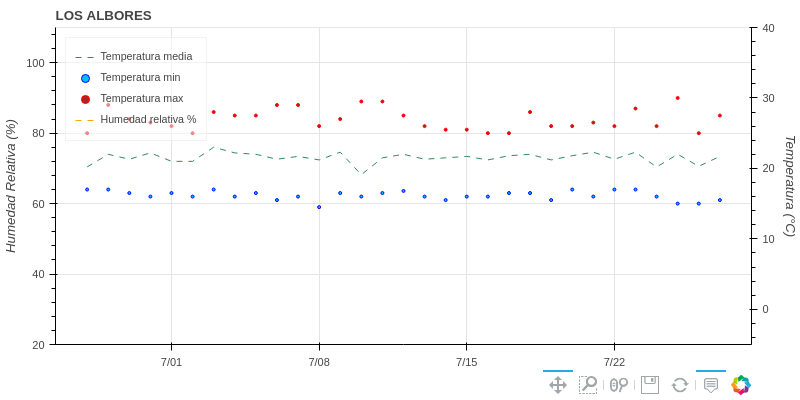 LOS ALBORES
Temperatura media
Temperatura min
Temperatura max
Humedad relativa %
Humedad Relativa (%)
100
80
60
40
20
Temperatura (°C)
40
30
20
10
0
7/01
7/08
7/15
7/22